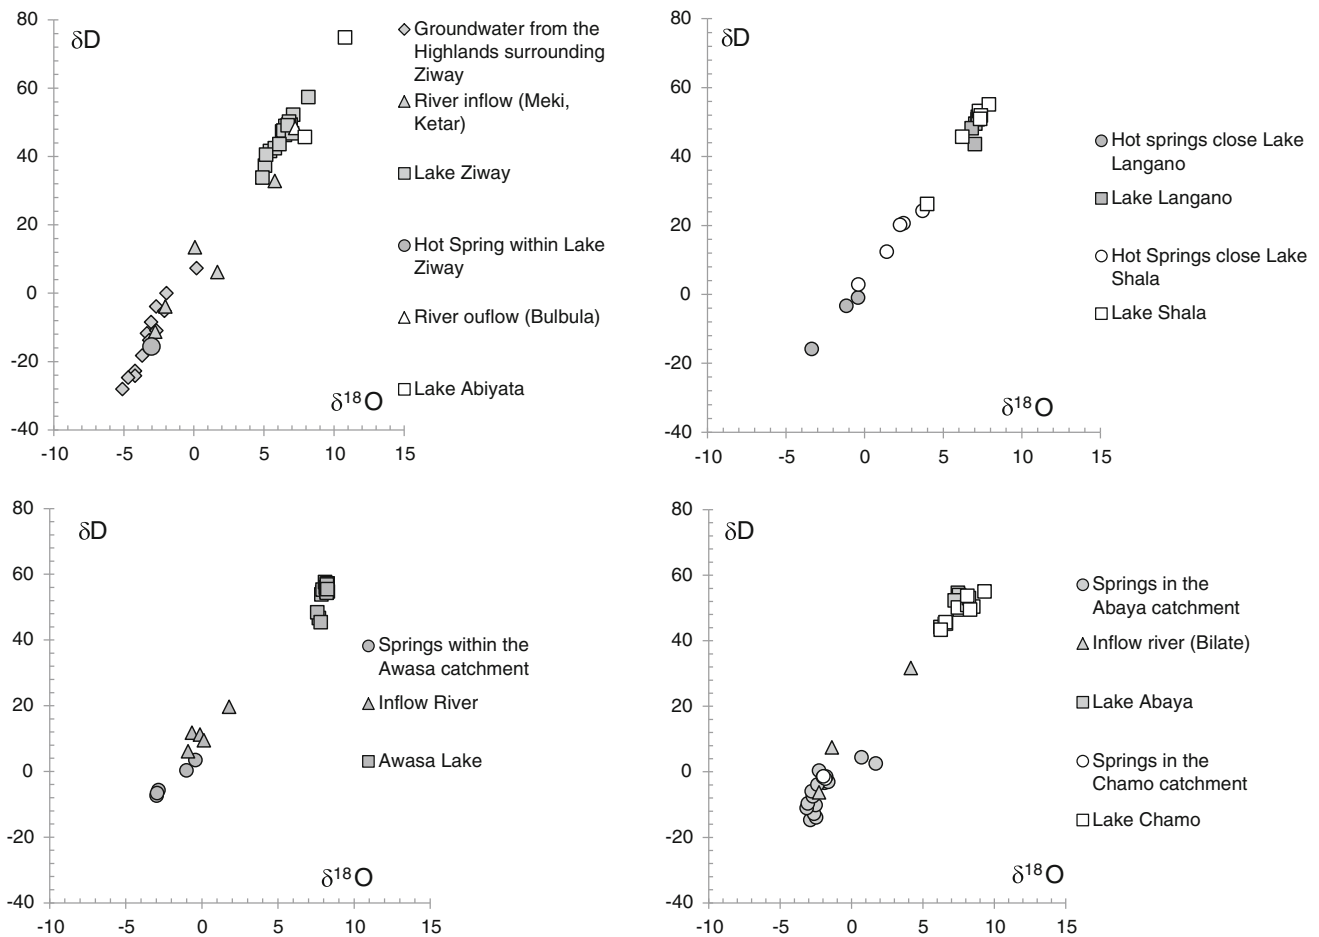 80
60
40
20
0
-20
-40
δD
Groundwater from the
Highlands surrounding
Ziway
River inflow (Meki,
Ketar)
Lake Ziway
Hot Spring within Lake
Ziway
River ouflow (Bulbula)
Lake Abiyata
δ¹⁸O
-10 -5 0 5 10 15
80
60
40
20
0
-20
-40
δD
Hot springs close Lake
Langano
Lake Langano
Hot Springs close Lake
Shala
Lake Shala
δ¹⁸O
-10 -5 0 5 10 15
80
60
40
20
0
-20
-40
δD
Springs within the
Awasa catchment
Inflow River
Awasa Lake
δ¹⁸O
-10 -5 0 5 10 15
80
60
40
20
0
-20
-40
δD
Springs in the
Abaya catchment
Inflow river (Bilate)
Lake Abaya
Springs in the
Chamo catchment
Lake Chamo
δ¹⁸O
-10 -5 0 5 10 15